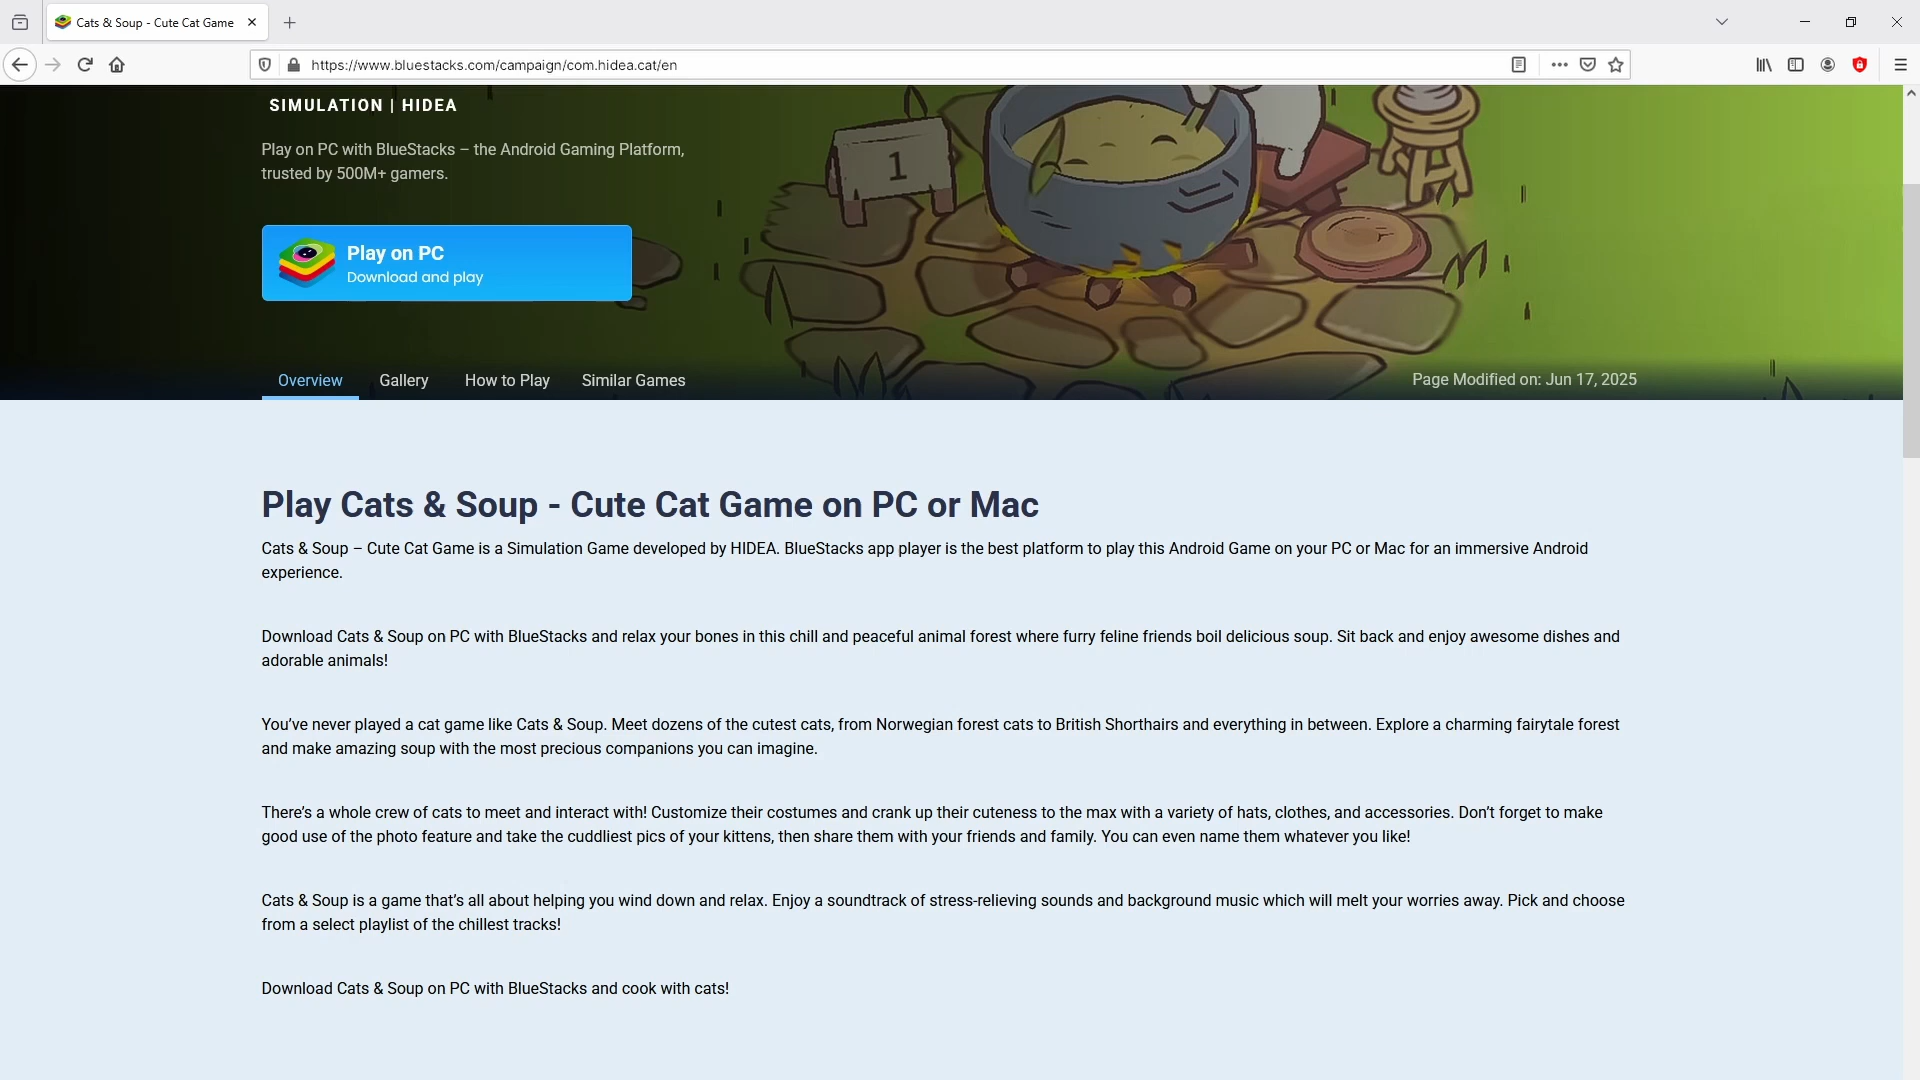 Cats & Soup - Cute Cat Game
https://www.bluestacks.com/campaign/com.hidea.cat/en
SIMULATION | HIDEA
Play on PC with BlueStacks – the Android Gaming Platform,
trusted by 500M+ gamers.
1
Play on PC
Download and play
Overview
Gallery
How to Play
Similar Games
Page Modified on: Jun 17, 2025
Play Cats & Soup - Cute Cat Game on PC or Mac
Cats & Soup – Cute Cat Game is a Simulation Game developed by HIDEA. BlueStacks app player is the best platform to play this Android Game on your PC or Mac for an immersive Android
experience.
Download Cats & Soup on PC with BlueStacks and relax your bones in this chill and peaceful animal forest where furry feline friends boil delicious soup. Sit back and enjoy awesome dishes and
adorable animals!
You’ve never played a cat game like Cats & Soup. Meet dozens of the cutest cats, from Norwegian forest cats to British Shorthairs and everything in between. Explore a charming fairytale forest
and make amazing soup with the most precious companions you can imagine.
There’s a whole crew of cats to meet and interact with! Customize their costumes and crank up their cuteness to the max with a variety of hats, clothes, and accessories. Don’t forget to make
good use of the photo feature and take the cuddliest pics of your kittens, then share them with your friends and family. You can even name them whatever you like!
Cats & Soup is a game that’s all about helping you wind down and relax. Enjoy a soundtrack of stress-relieving sounds and background music which will melt your worries away. Pick and choose
from a select playlist of the chillest tracks!
Download Cats & Soup on PC with BlueStacks and cook with cats!